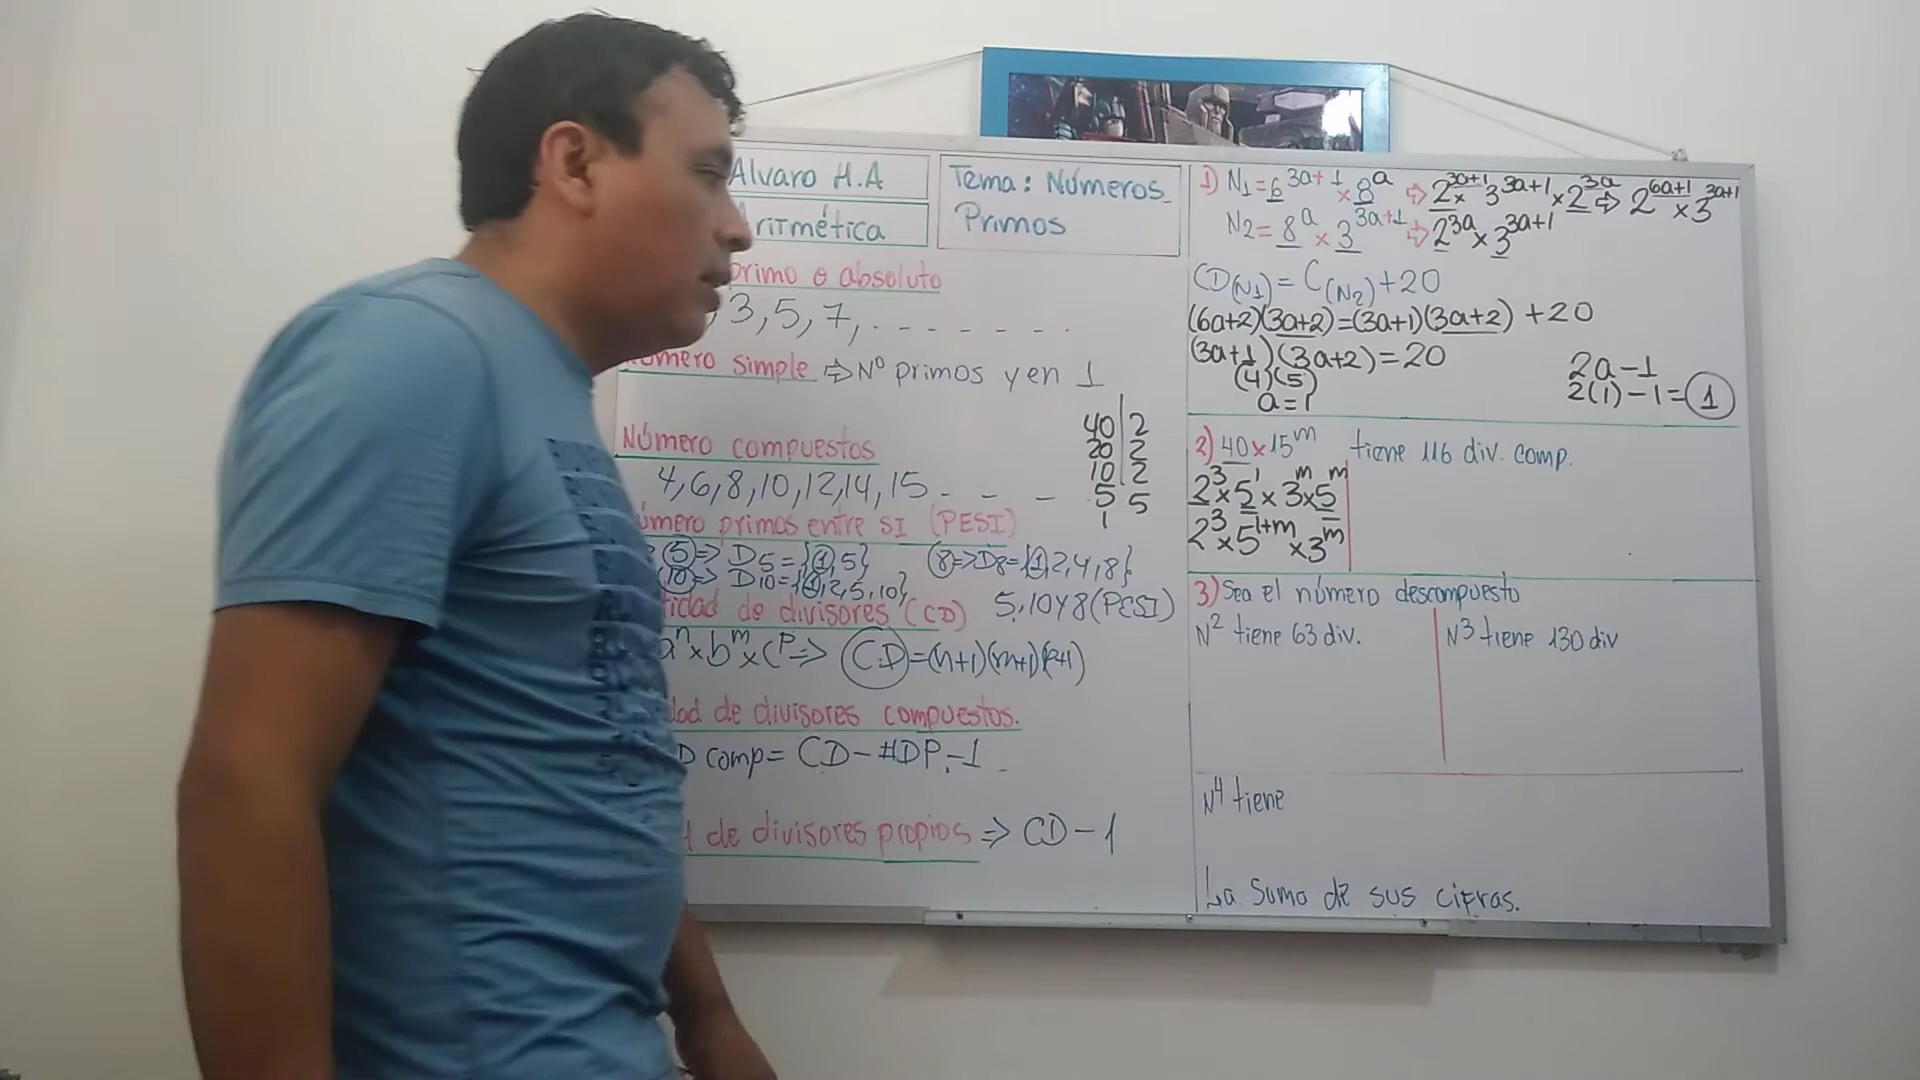 Alvaro H.A
Aritmética
Tema: Números
Primos
primo o absoluto
3, 5, 7, - - - - - - -
Número simple ⇒ Nº primos y en 1
Número compuestos
4,6,8,10,12,14,15 - - -
40|2
20|2
10|2
5|5
1
número primos entre SI (PESI)
5 ⇒ D5 = {1,5}
8 ⇒ D8 = {1,2,4,8}
10 ⇒ D10 = {1,2,5,10}
tidad de divisores (CD)
5,10 Y 8 (PESI)
a^n x b^m x c^p ⇒ CD = (n+1)(m+1)(p+1)
dad de divisores compuestos.
D comp = CD - #DP - 1
d de divisores propios ⇒ CD - 1
1) N1 = 6^3a+1 x 8^a ⇒ 2^3a+1 x 3^3a+1 x 2^3a ⇒ 2^6a+1 x 3^3a+1
N2 = 8^a x 3^3a+1 ⇒ 2^3a x 3^3a+1
CD(N1) = C(N2) + 20
(6a+2)(3a+2) = (3a+1)(3a+2) + 20
(3a+1)(3a+2) = 20
(4)(5)
a = 1
2a - 1
2(1) - 1 = 1
2) 40 x 15^m tiene 116 div. comp.
2^3 x 5^1 x 3^m x 5^m
2^3 x 5^1+m x 3^m
3) Sea el número descompuesto
N^2 tiene 63 div.
N^3 tiene 130 div
N^4 tiene
La suma de sus cifras.